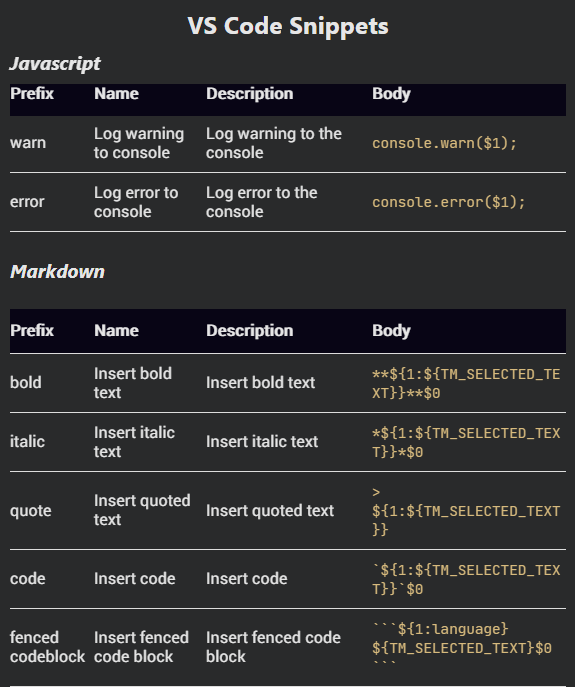 VS Code Snippets
Javascript
Prefix Name Description Body
warn Log warning to console Log warning to the console console.warn($1);
error Log error to console Log error to the console console.error($1);
Markdown
Prefix Name Description Body
bold Insert bold text Insert bold text **${1:${TM_SELECTED_TEXT}}**$0
italic Insert italic text Insert italic text *${1:${TM_SELECTED_TEXT}}*$0
quote Insert quoted text Insert quoted text > ${1:${TM_SELECTED_TEXT}}
code Insert code Insert code `${1:${TM_SELECTED_TEXT}}`$0
fenced codeblock Insert fenced code block Insert fenced code block ```${1:language} ${TM_SELECTED_TEXT}$0 ```